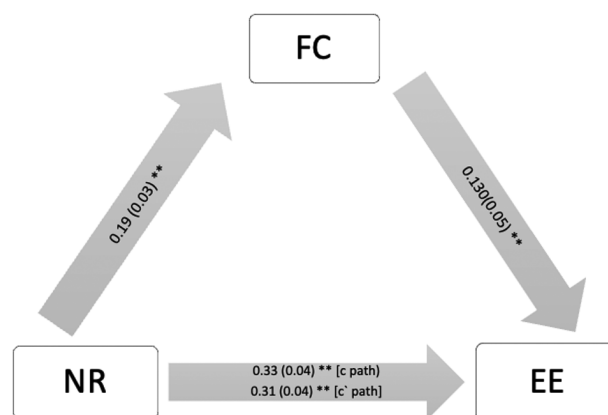 FC
0.19 (0.03) **
0.130(0.05) **
NR
0.33 (0.04) ** [c path)
0.31 (0.04) ** [c` path]
EE